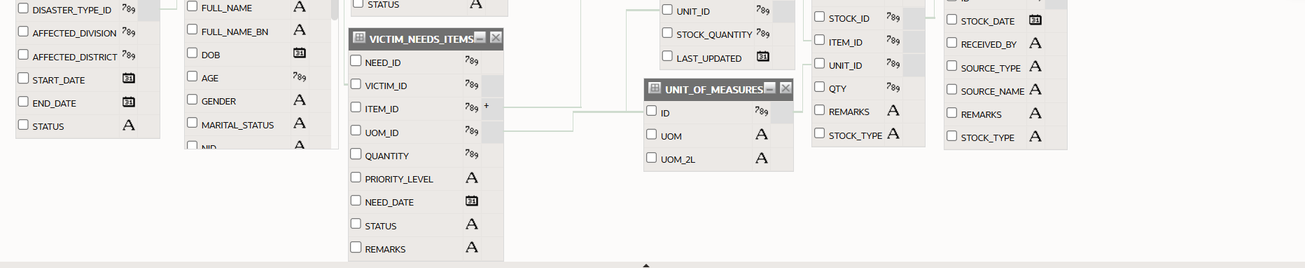 DISASTER_TYPE_ID
AFFECTED_DIVISION
AFFECTED_DISTRICT
START_DATE
END_DATE
STATUS
FULL_NAME
FULL_NAME_BN
DOB
AGE
GENDER
MARITAL_STATUS
NID
STATUS
VICTIM_NEEDS_ITEMS
NEED_ID
VICTIM_ID
ITEM_ID
UOM_ID
QUANTITY
PRIORITY_LEVEL
NEED_DATE
STATUS
REMARKS
UNIT_ID
STOCK_QUANTITY
LAST_UPDATED
UNIT_OF_MEASURES
ID
UOM
UOM_2L
STOCK_ID
ITEM_ID
UNIT_ID
QTY
REMARKS
STOCK_TYPE
STOCK_DATE
RECEIVED_BY
SOURCE_TYPE
SOURCE_NAME
REMARKS
STOCK_TYPE